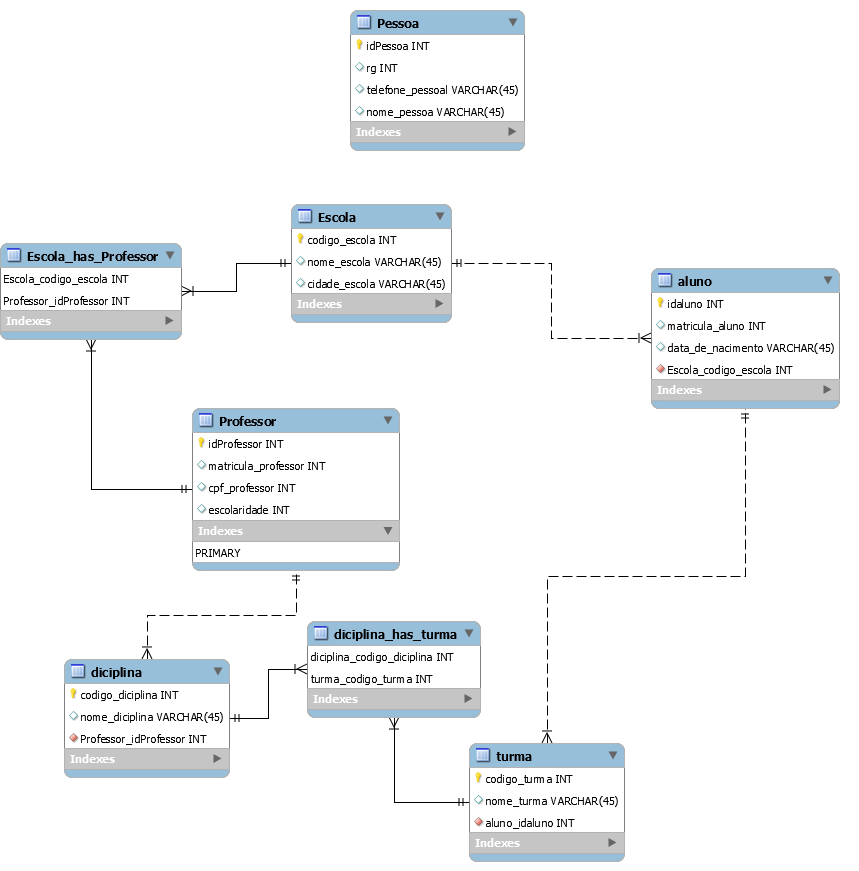 Pessoa
idPessoa INT
rg INT
telefone_pessoal VARCHAR(45)
nome_pessoa VARCHAR(45)
Indexes
Escola
codigo_escola INT
nome_escola VARCHAR(45)
cidade_escola VARCHAR(45)
Indexes
Escola_has_Professor
Escola_codigo_escola INT
Professor_idProfessor INT
Indexes
aluno
idaluno INT
matricula_aluno INT
data_de_nacimento VARCHAR(45)
Escola_codigo_escola INT
Indexes
Professor
idProfessor INT
matricula_professor INT
cpf_professor INT
escolaridade INT
Indexes
PRIMARY
diciplina_has_turma
diciplina_codigo_diciplina INT
turma_codigo_turma INT
Indexes
diciplina
codigo_diciplina INT
nome_diciplina VARCHAR(45)
Professor_idProfessor INT
Indexes
turma
codigo_turma INT
nome_turma VARCHAR(45)
aluno_idaluno INT
Indexes